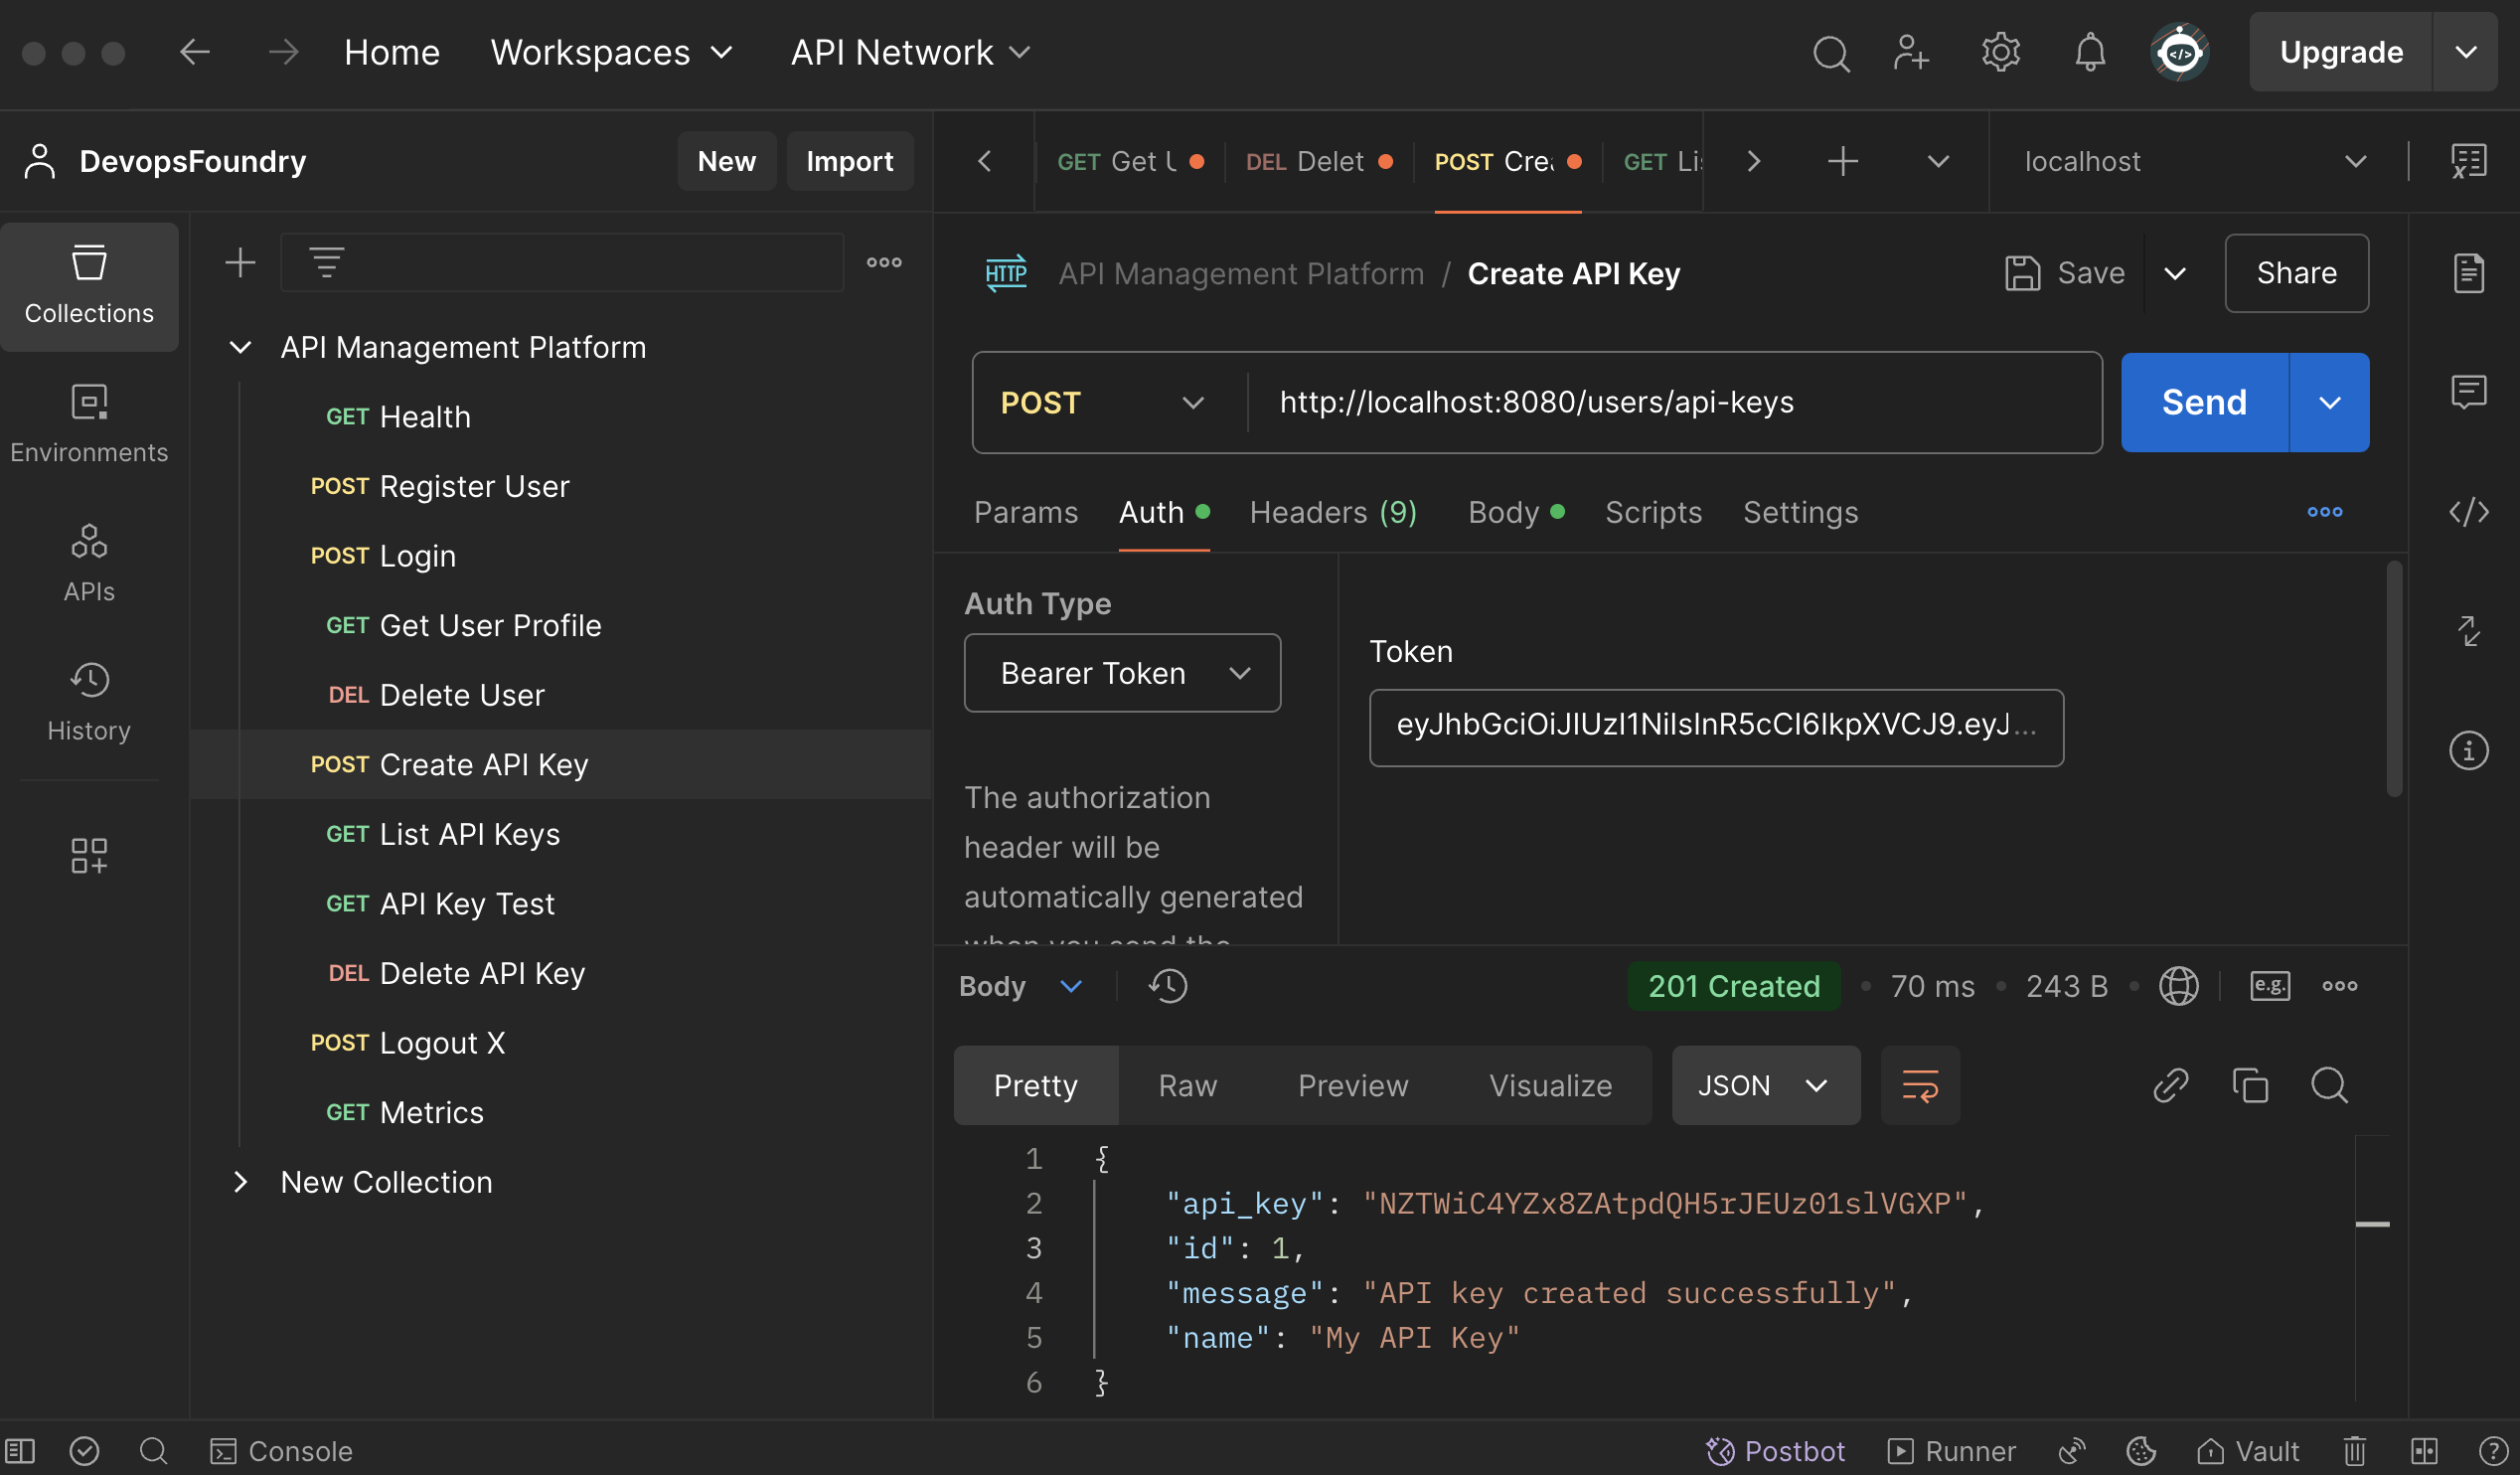 Home Workspaces API Network Upgrade
DevopsFoundry New Import
GET Get DEL Delet POST Cre GET Li localhost
Collections
Environments
APIs
History
API Management Platform
GET Health
POST Register User
POST Login
GET Get User Profile
DEL Delete User
POST Create API Key
GET List API Keys
GET API Key Test
DEL Delete API Key
POST Logout X
GET Metrics
New Collection
HTTP API Management Platform / Create API Key Save Share
POST http://localhost:8080/users/api-keys Send
Params Auth Headers (9) Body Scripts Settings
Auth Type
Bearer Token
The authorization
header will be
automatically generated
when you send the
Token
eyJhbGciOiJIUzI1NiIsInR5cCI6IkpXVCJ9.eyJ...
Body 201 Created 70 ms 243 B e.g.
Pretty Raw Preview Visualize JSON
1 {
2 "api_key": "NZTWiC4YZx8ZAtpdQH5rJEUz01slVGXP",
3 "id": 1,
4 "message": "API key created successfully",
5 "name": "My API Key"
6 }
Console Postbot Runner Vault